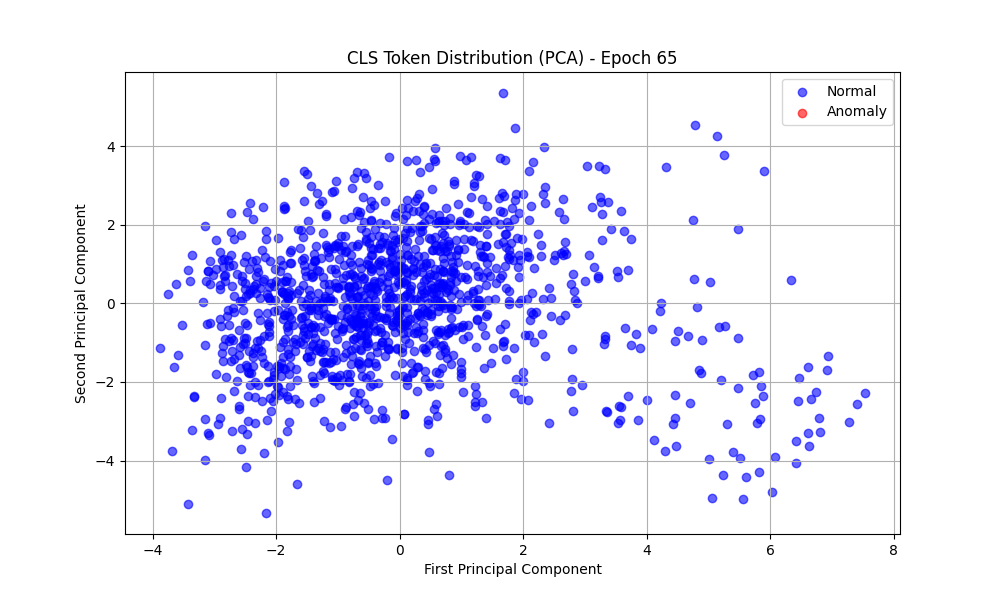 CLS Token Distribution (PCA) - Epoch 65
Normal
Anomaly
Second Principal Component
4
2
0
−2
−4
−4 −2 0 2 4 6 8
First Principal Component